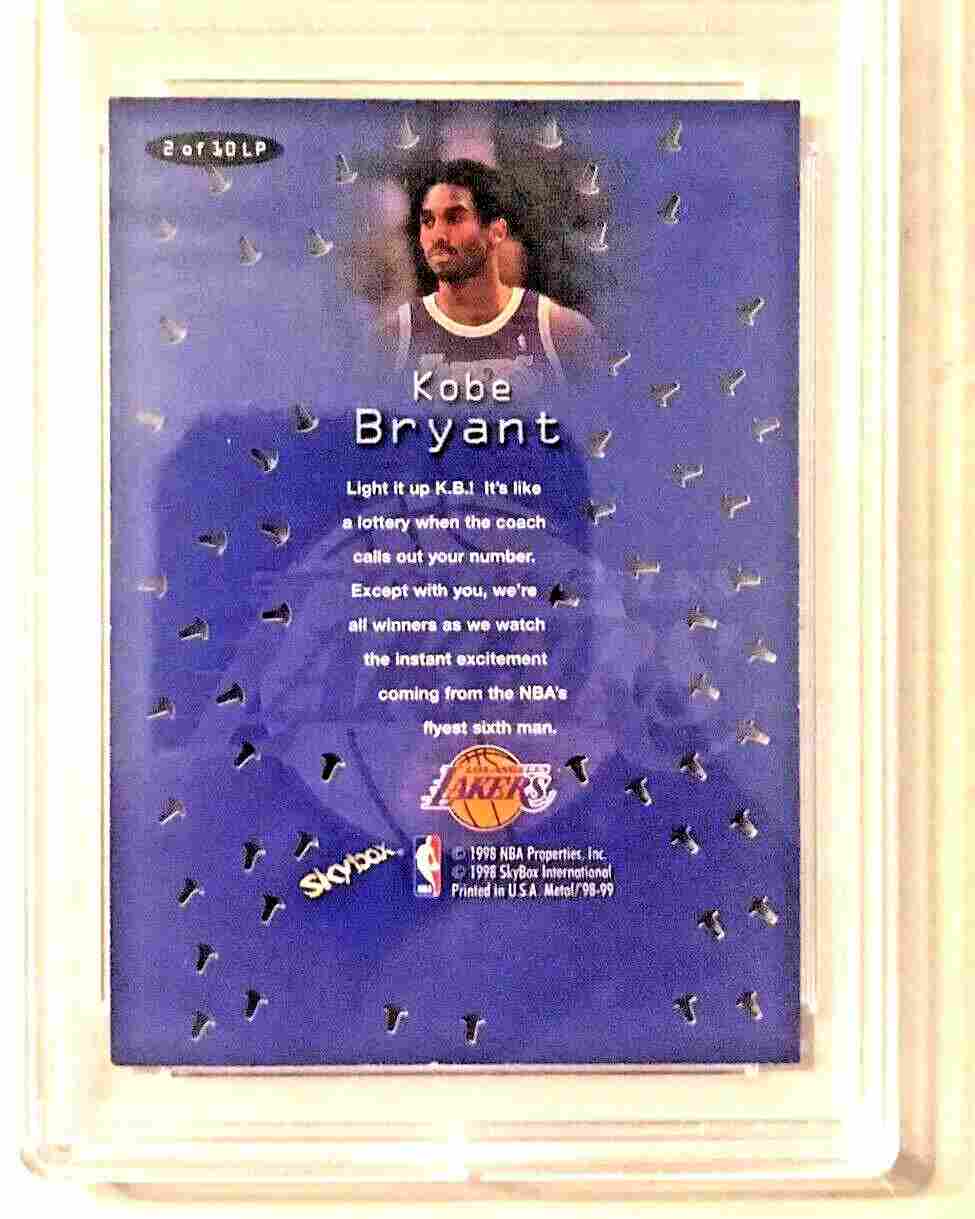 2 of 10 LP
Kobe
Bryant
Light it up K.B.! It's like
a lottery when the coach
calls out your number.
Except with you, we're
all winners as we watch
the instant excitement
coming from the NBA's
flyest sixth man.
LOS ANGELES
LAKERS
skybox
NBA
© 1998 NBA Properties, Inc.
© 1998 SkyBox International
Printed in U.S.A. Metal/'98-99